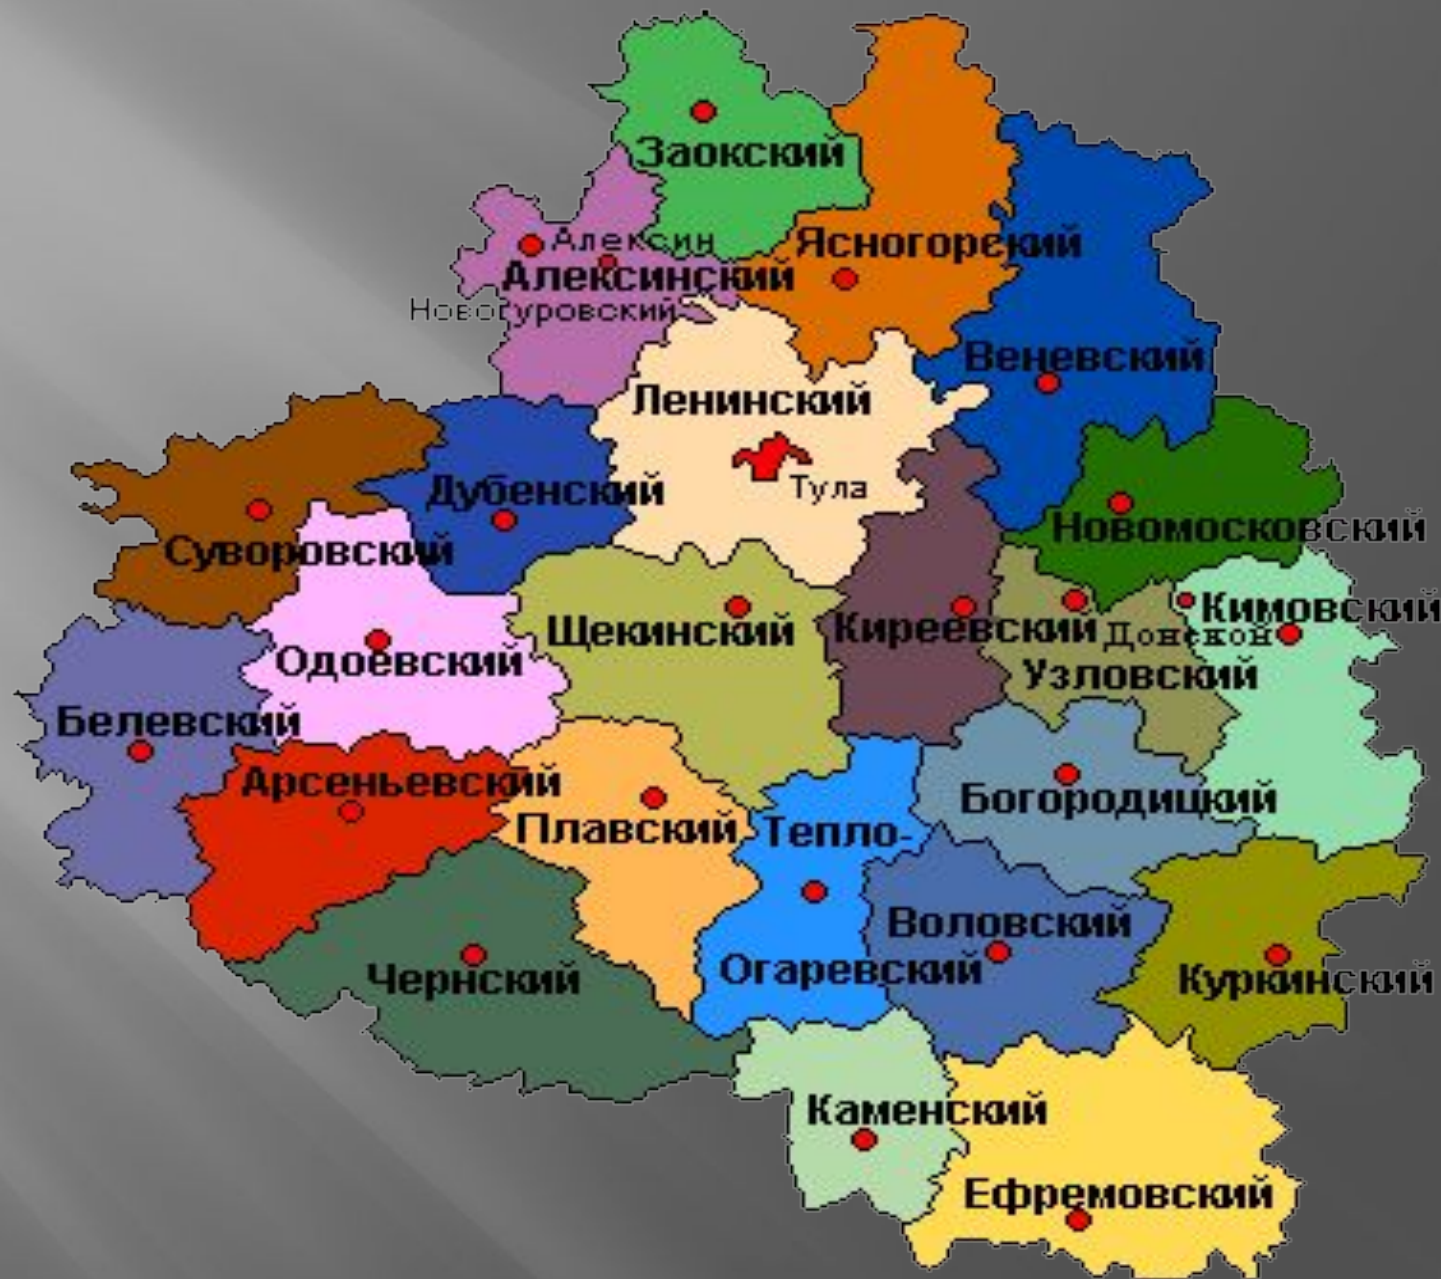 Заокский
Алексин
Ясногорский
Алексинский
Новогуровский
Веневский
Ленинский
Тула
Дубенский
Новомосковский
Суворовский
Кимовский
Щекинский
Киреевский
Донской
Одоевский
Узловский
Белевский
Арсеньевский
Богородицкий
Плавский
Тепло-
Огаревский
Воловский
Чернский
Куркинский
Каменский
Ефремовский